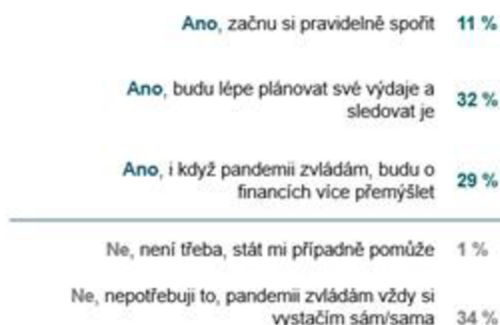 Ano, začnu si pravidelně spořit 11 %
Ano, budu lépe plánovat své výdaje a
sledovat je 32 %
Ano, i když pandemii zvládám, budu o
financích více přemýšlet 29 %
Ne, není třeba, stát mi případně pomůže 1 %
Ne, nepotřebuji to, pandemii zvládám vždy si
vystačím sám/sama 34 %